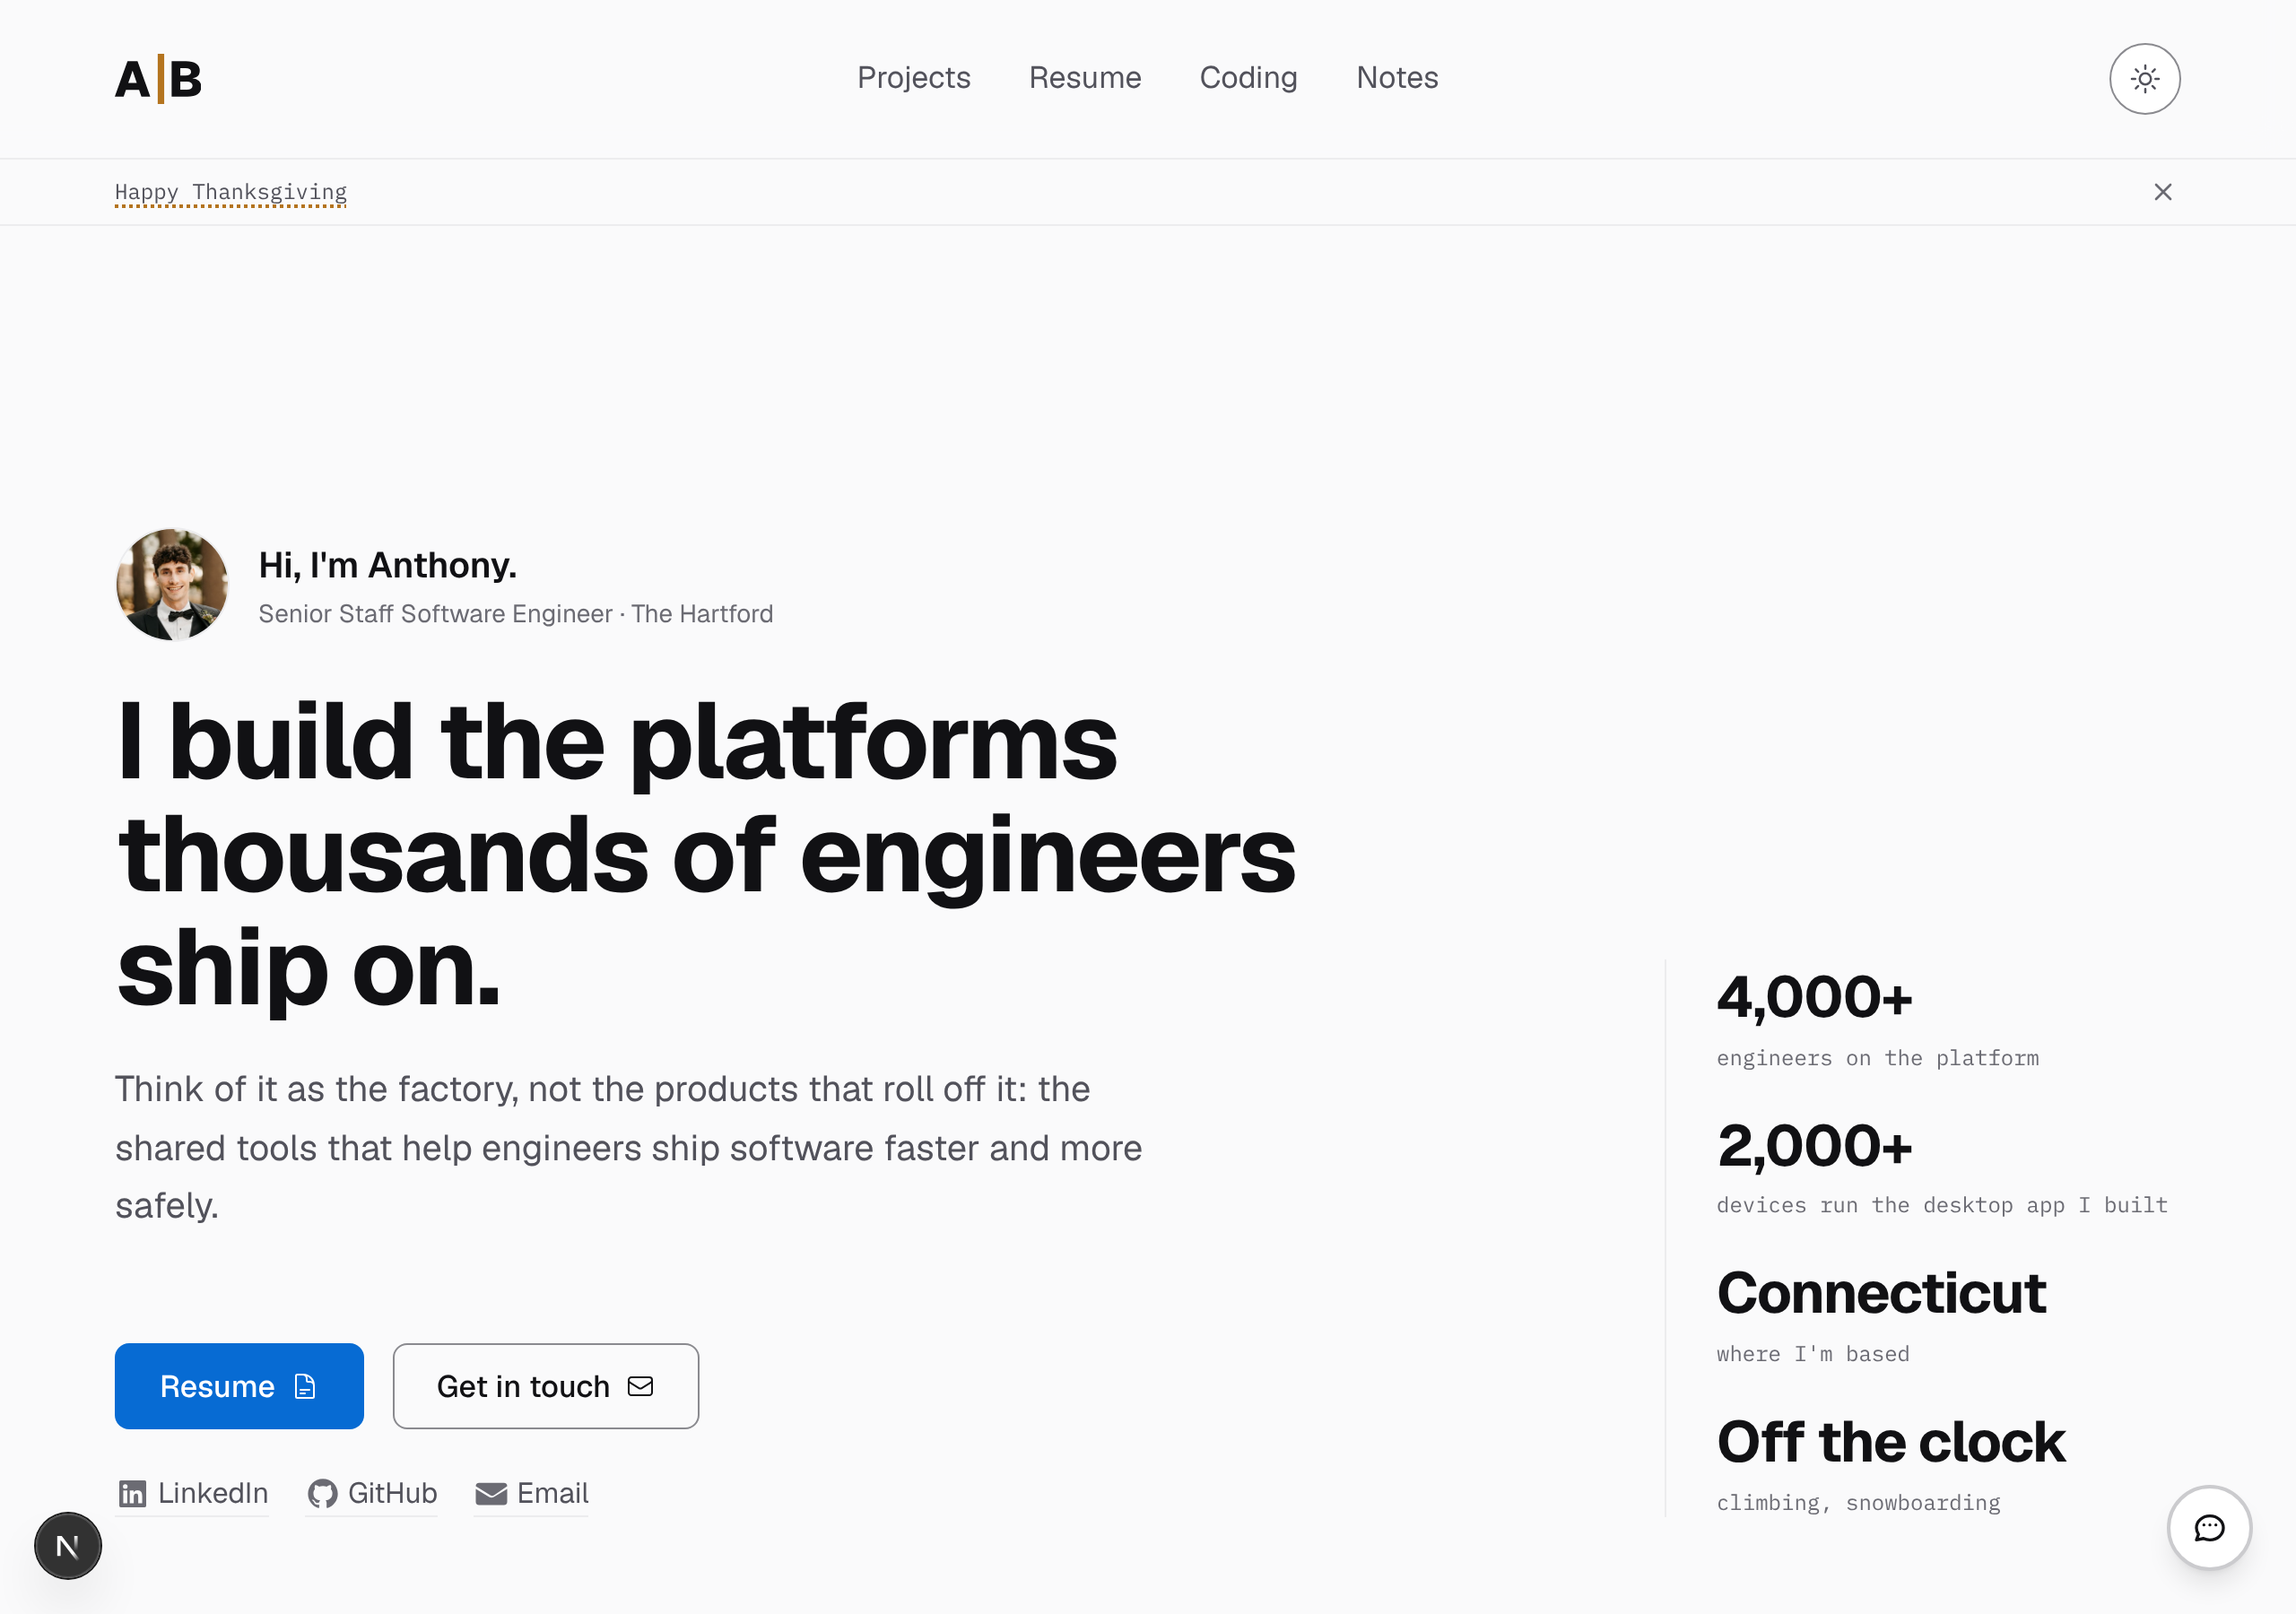 A|B
Projects
Resume
Coding
Notes
Happy Thanksgiving
Hi, I'm Anthony.
Senior Staff Software Engineer · The Hartford
I build the platforms
thousands of engineers
ship on.
Think of it as the factory, not the products that roll off it: the
shared tools that help engineers ship software faster and more
safely.
Resume
Get in touch
LinkedIn
GitHub
Email
4,000+
engineers on the platform
2,000+
devices run the desktop app I built
Connecticut
where I'm based
Off the clock
climbing, snowboarding
N